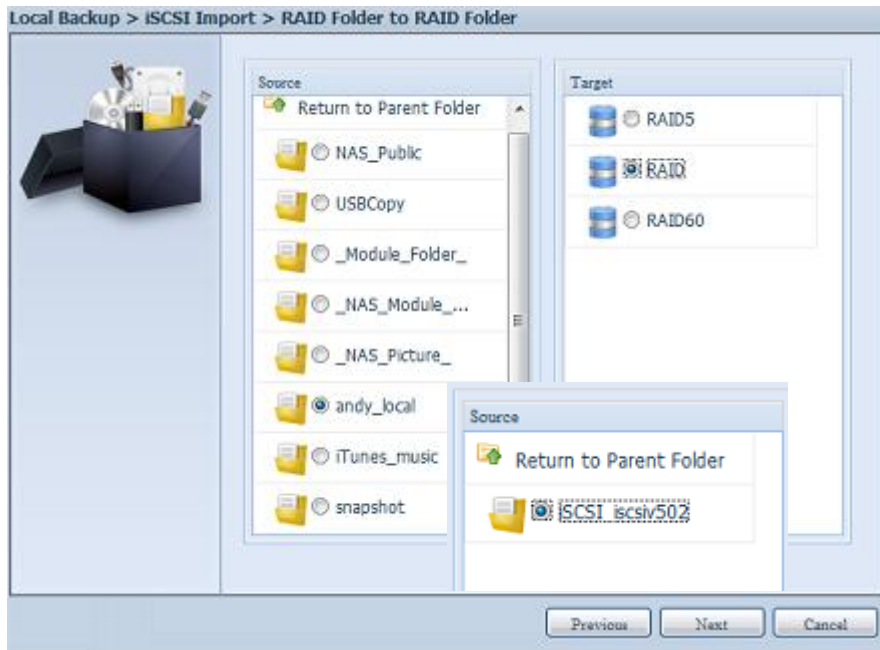 Local Backup > iSCSI Import > RAID Folder to RAID Folder
Source
Return to Parent Folder
NAS_Public
USBCopy
_Module_Folder_
_NAS_Module_...
_NAS_Picture_
andy_local
iTunes_music
snapshot
Target
RAID5
RAID
RAID60
Source
Return to Parent Folder
iSCSI_iscsiv502
Previous
Next
Cancel